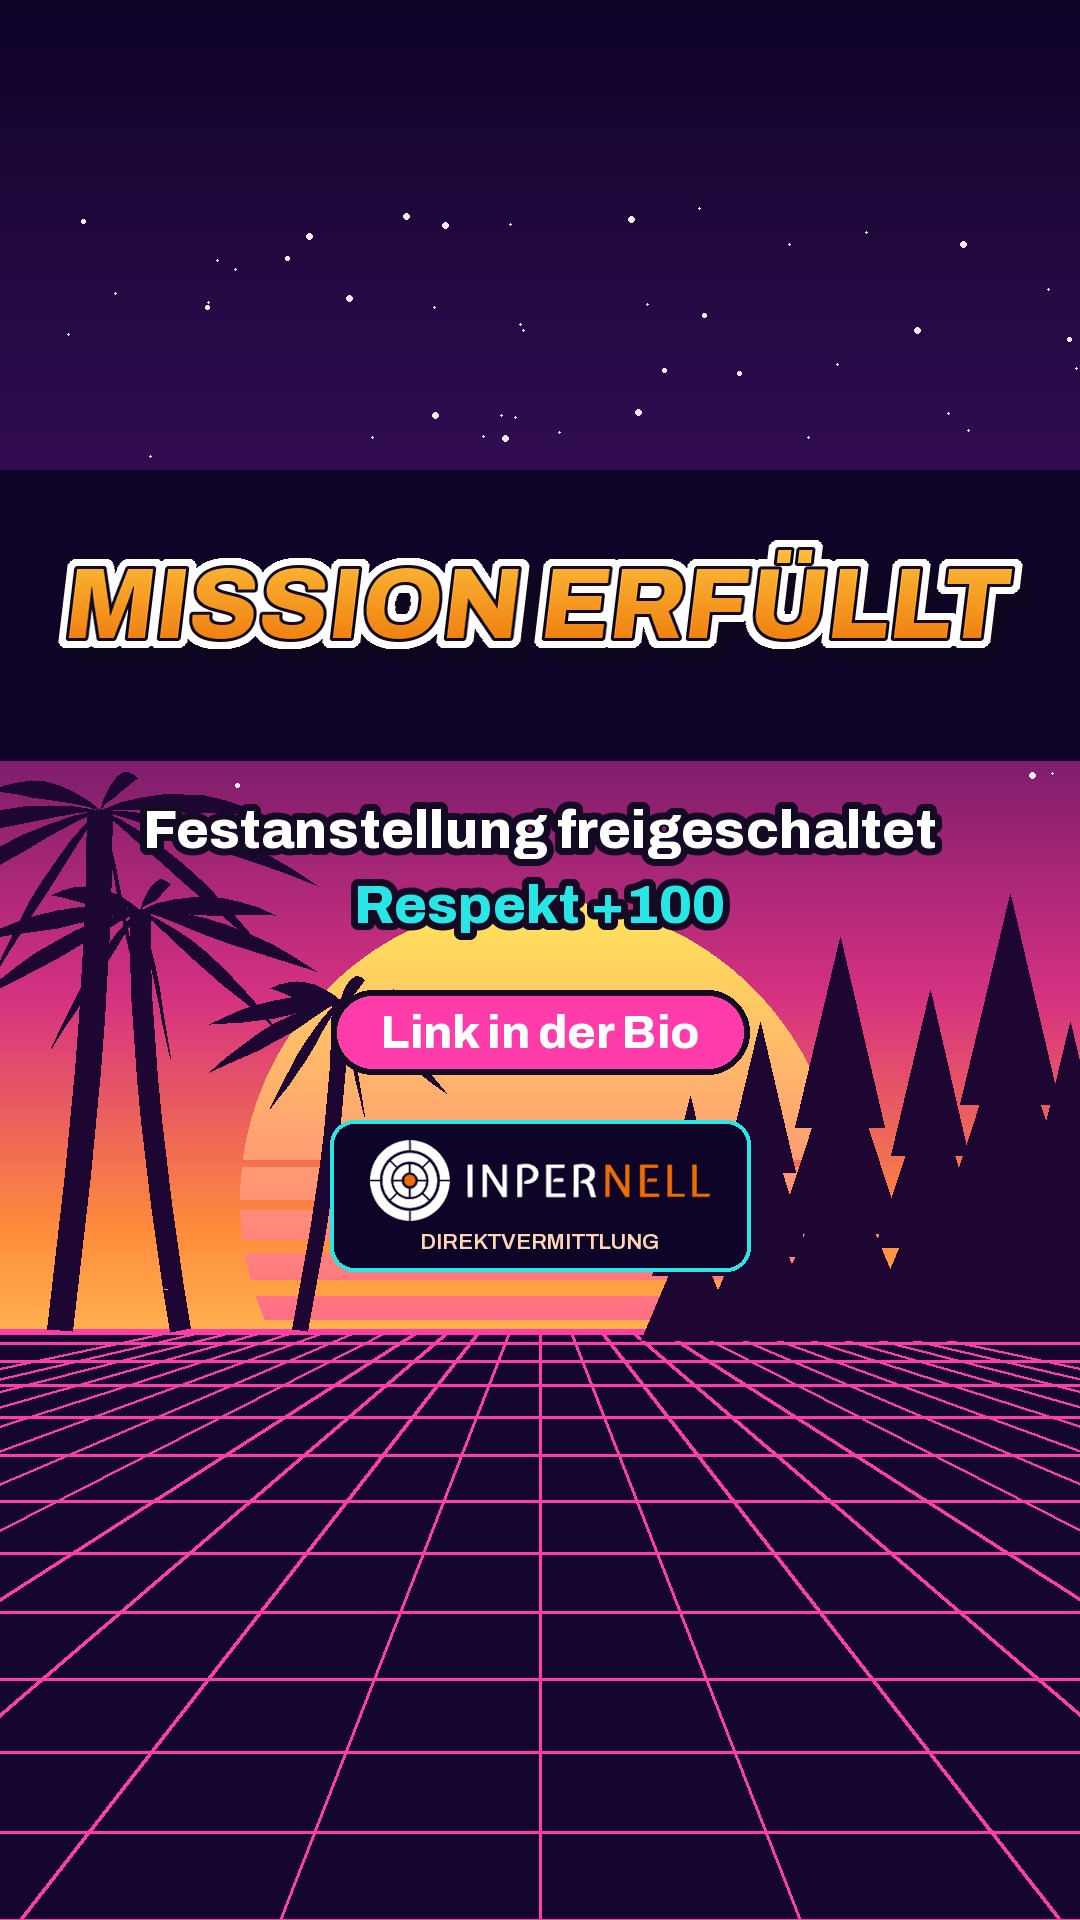 MISSION ERFÜLLT
Festanstellung freigeschaltet
Respekt +100
Link in der Bio
INPERNELL
DIREKTVERMITTLUNG